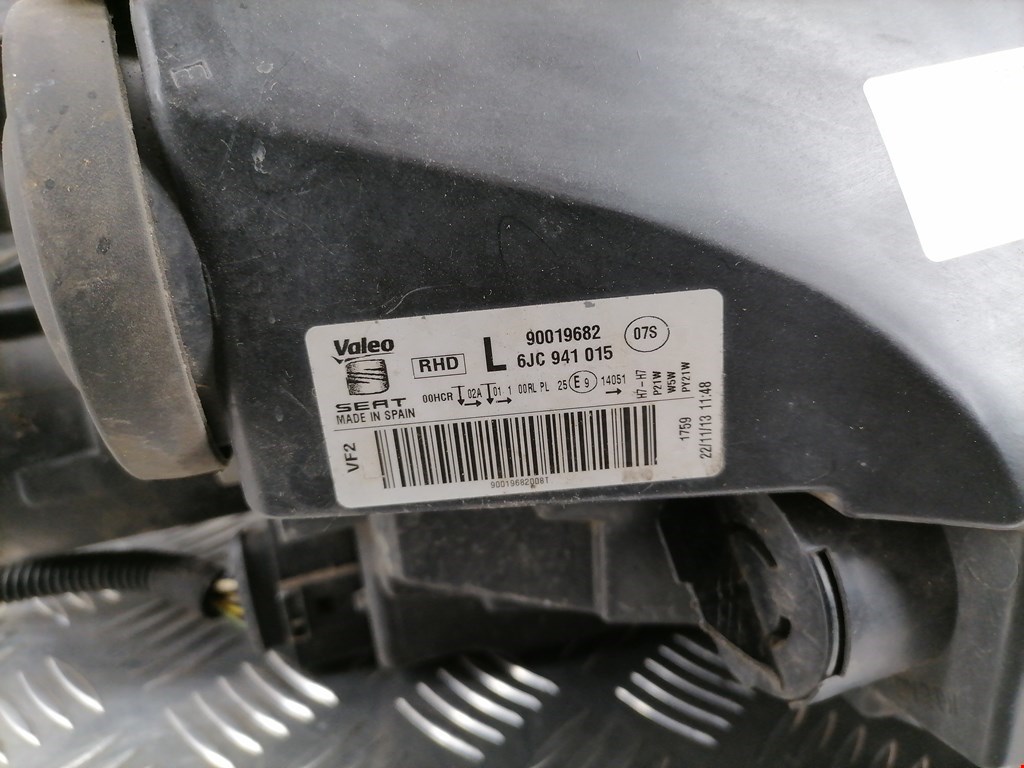 E
Valeo
RHD
L
90019682
07S
6JC 941 015
SEAT
MADE IN SPAIN
00HCR 02A 01 1 00RL PL 25 E 9 14051
H7-H7
P21W
W5W
PY21W
VF2
900196820081
1759
22/11/13 11:48